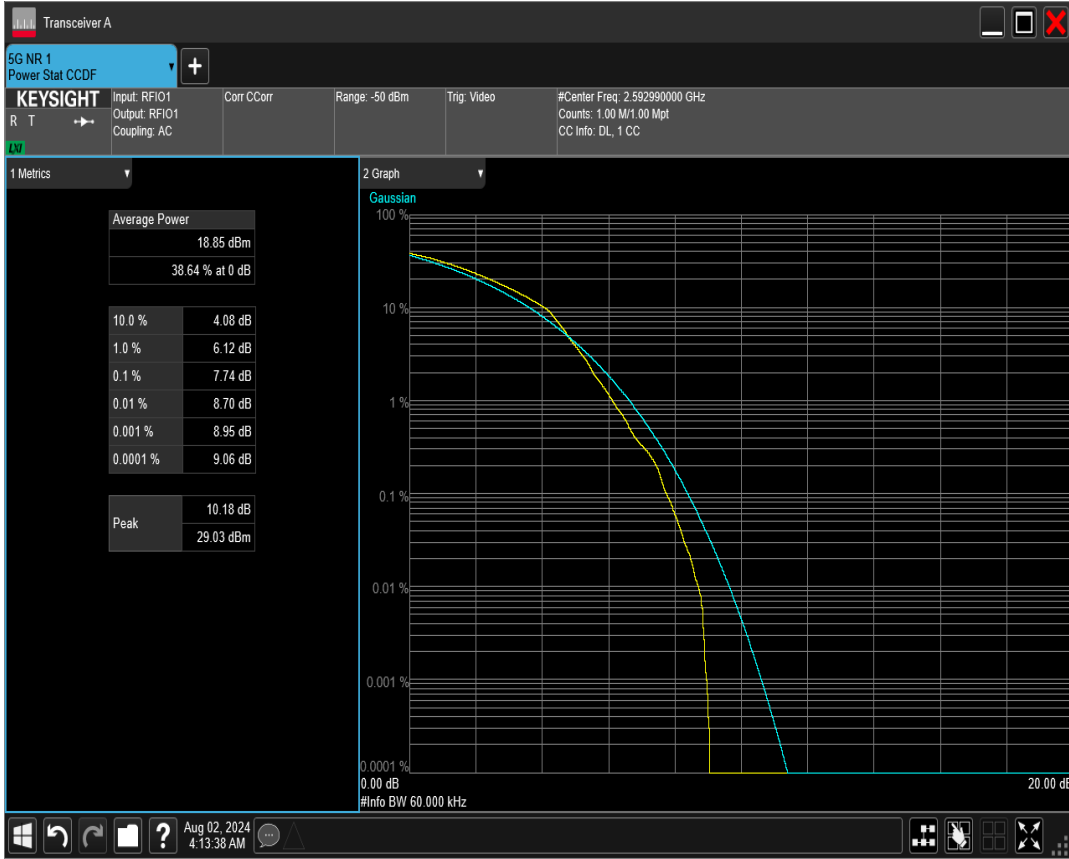 Transceiver A
5G NR 1
Power Stat CCDF
+
KEYSIGHT
R T
LXI
Input: RFIO1
Output: RFIO1
Coupling: AC
Corr CCorr
Range: -50 dBm
Trig: Video
#Center Freq: 2.592990000 GHz
Counts: 1.00 M/1.00 Mpt
CC Info: DL, 1 CC
1 Metrics
Average Power
18.85 dBm
38.64 % at 0 dB
10.0 % 4.08 dB
1.0 % 6.12 dB
0.1 % 7.74 dB
0.01 % 8.70 dB
0.001 % 8.95 dB
0.0001 % 9.06 dB
Peak
10.18 dB
29.03 dBm
2 Graph
Gaussian
100 %
10 %
1 %
0.1 %
0.01 %
0.001 %
0.0001 %
0.00 dB
20.00 dB
#Info BW 60.000 kHz
?
Aug 02, 2024
4:13:38 AM